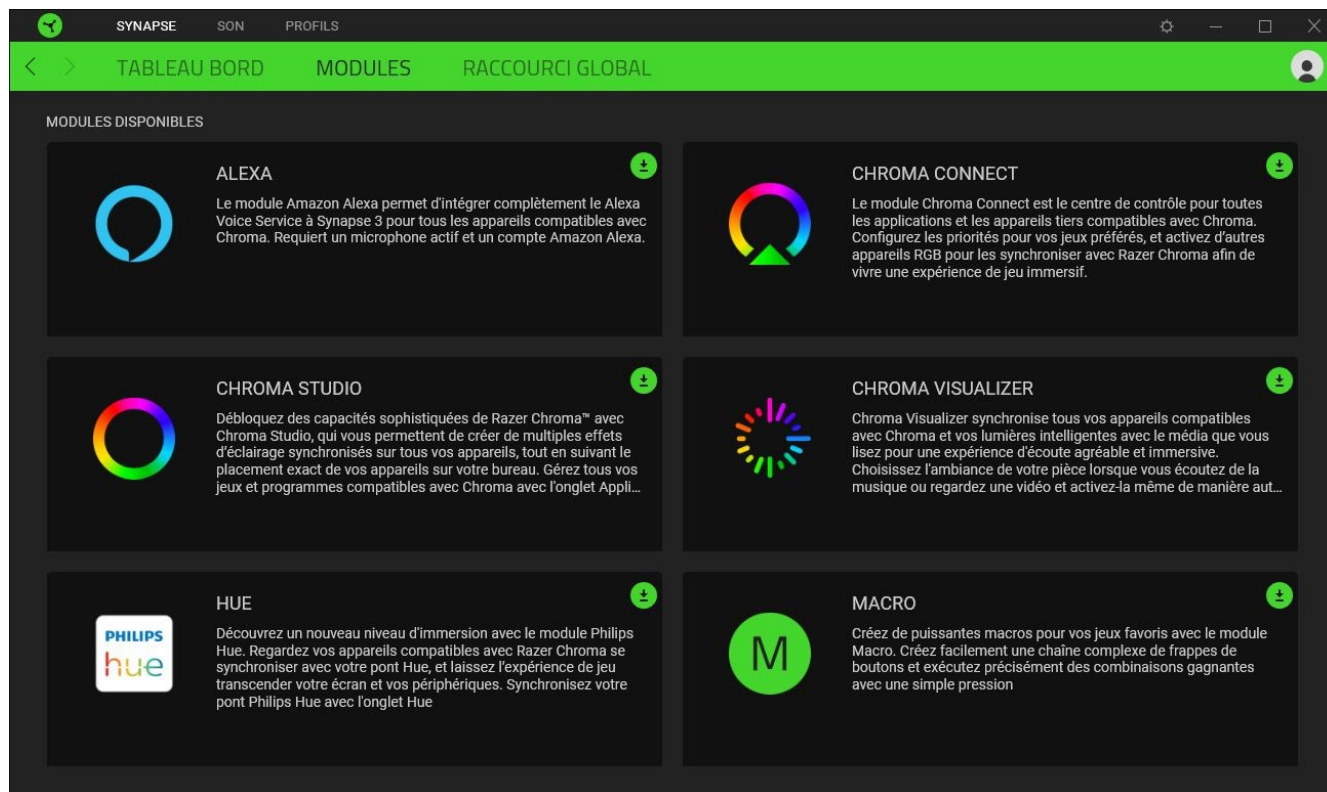 SYNAPSE SON PROFILS
TABLEAU BORD MODULES RACCOURCI GLOBAL
MODULES DISPONIBLES
ALEXA
Le module Amazon Alexa permet d'intégrer complètement le Alexa
Voice Service à Synapse 3 pour tous les appareils compatibles avec
Chroma. Requiert un microphone actif et un compte Amazon Alexa.
CHROMA CONNECT
Le module Chroma Connect est le centre de contrôle pour toutes
les applications et les appareils tiers compatibles avec Chroma.
Configurez les priorités pour vos jeux préférés, et activez d'autres
appareils RGB pour les synchroniser avec Razer Chroma afin de
vivre une expérience de jeu immersif.
CHROMA STUDIO
Débloquez des capacités sophistiquées de Razer Chroma™ avec
Chroma Studio, qui vous permettent de créer de multiples effets
d'éclairage synchronisés sur tous vos appareils, tout en suivant le
placement exact de vos appareils sur votre bureau. Gérez tous vos
jeux et programmes compatibles avec Chroma avec l'onglet Appli...
CHROMA VISUALIZER
Chroma Visualizer synchronise tous vos appareils compatibles
avec Chroma et vos lumières intelligentes avec le média que vous
lisez pour une expérience d'écoute agréable et immersive.
Choisissez l'ambiance de votre pièce lorsque vous écoutez de la
musique ou regardez une vidéo et activez-la même de manière aut...
PHILIPS
hue
HUE
Découvrez un nouveau niveau d'immersion avec le module Philips
Hue. Regardez vos appareils compatibles avec Razer Chroma se
synchroniser avec votre pont Hue, et laissez l'expérience de jeu
transcender votre écran et vos périphériques. Synchronisez votre
pont Philips Hue avec l'onglet Hue
M
MACRO
Créez de puissantes macros pour vos jeux favoris avec le module
Macro. Créez facilement une chaîne complexe de frappes de
boutons et exécutez précisément des combinaisons gagnantes
avec une simple pression